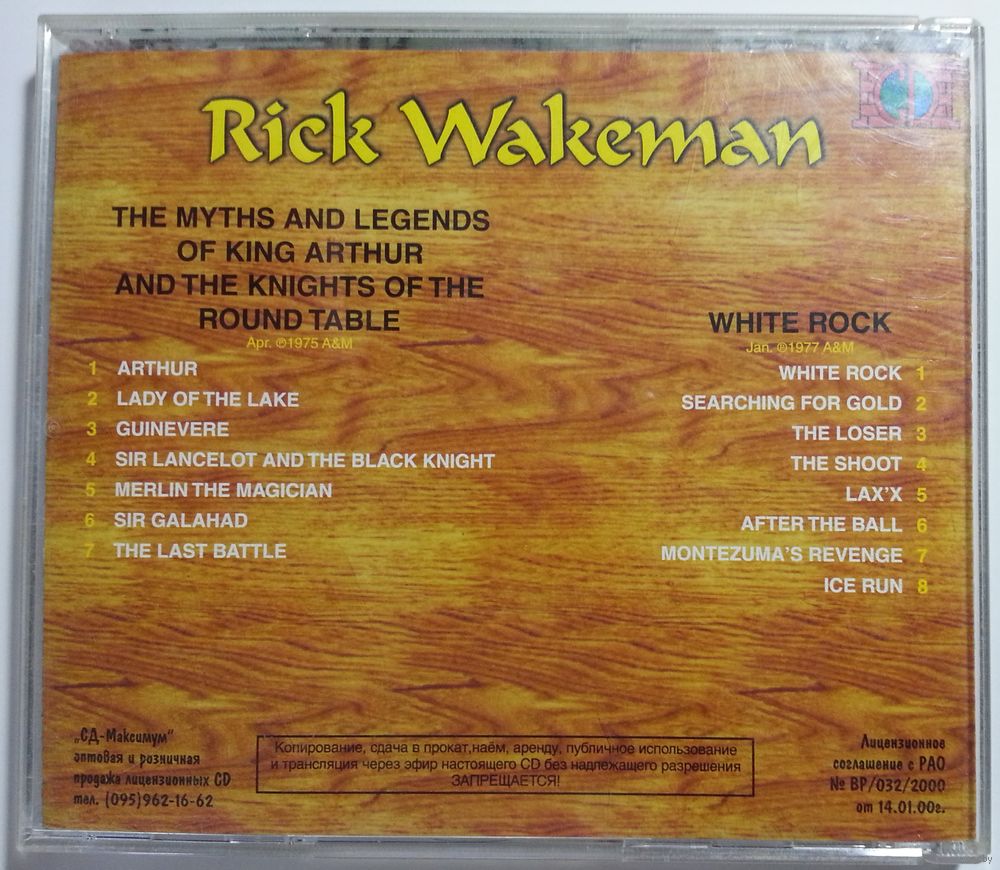 Rick Wakeman
THE MYTHS AND LEGENDS
OF KING ARTHUR
AND THE KNIGHTS OF THE
ROUND TABLE
Apr. ℗1975 A&M
1 ARTHUR
2 LADY OF THE LAKE
3 GUINEVERE
4 SIR LANCELOT AND THE BLACK KNIGHT
5 MERLIN THE MAGICIAN
6 SIR GALAHAD
7 THE LAST BATTLE
WHITE ROCK
Jan. ℗1977 A&M
WHITE ROCK 1
SEARCHING FOR GOLD 2
THE LOSER 3
THE SHOOT 4
LAX'X 5
AFTER THE BALL 6
MONTEZUMA'S REVENGE 7
ICE RUN 8
„СД-Максимум"
оптовая и розничная
продажа лицензионных CD
тел. (095)962-16-62
Копирование, сдача в прокат,наём, аренду, публичное использование
и трансляция через эфир настоящего CD без надлежащего разрешения
ЗАПРЕЩАЕТСЯ!
Лицензионное
соглашение с РАО
№ ВР/032/2000
от 14.01.00г.